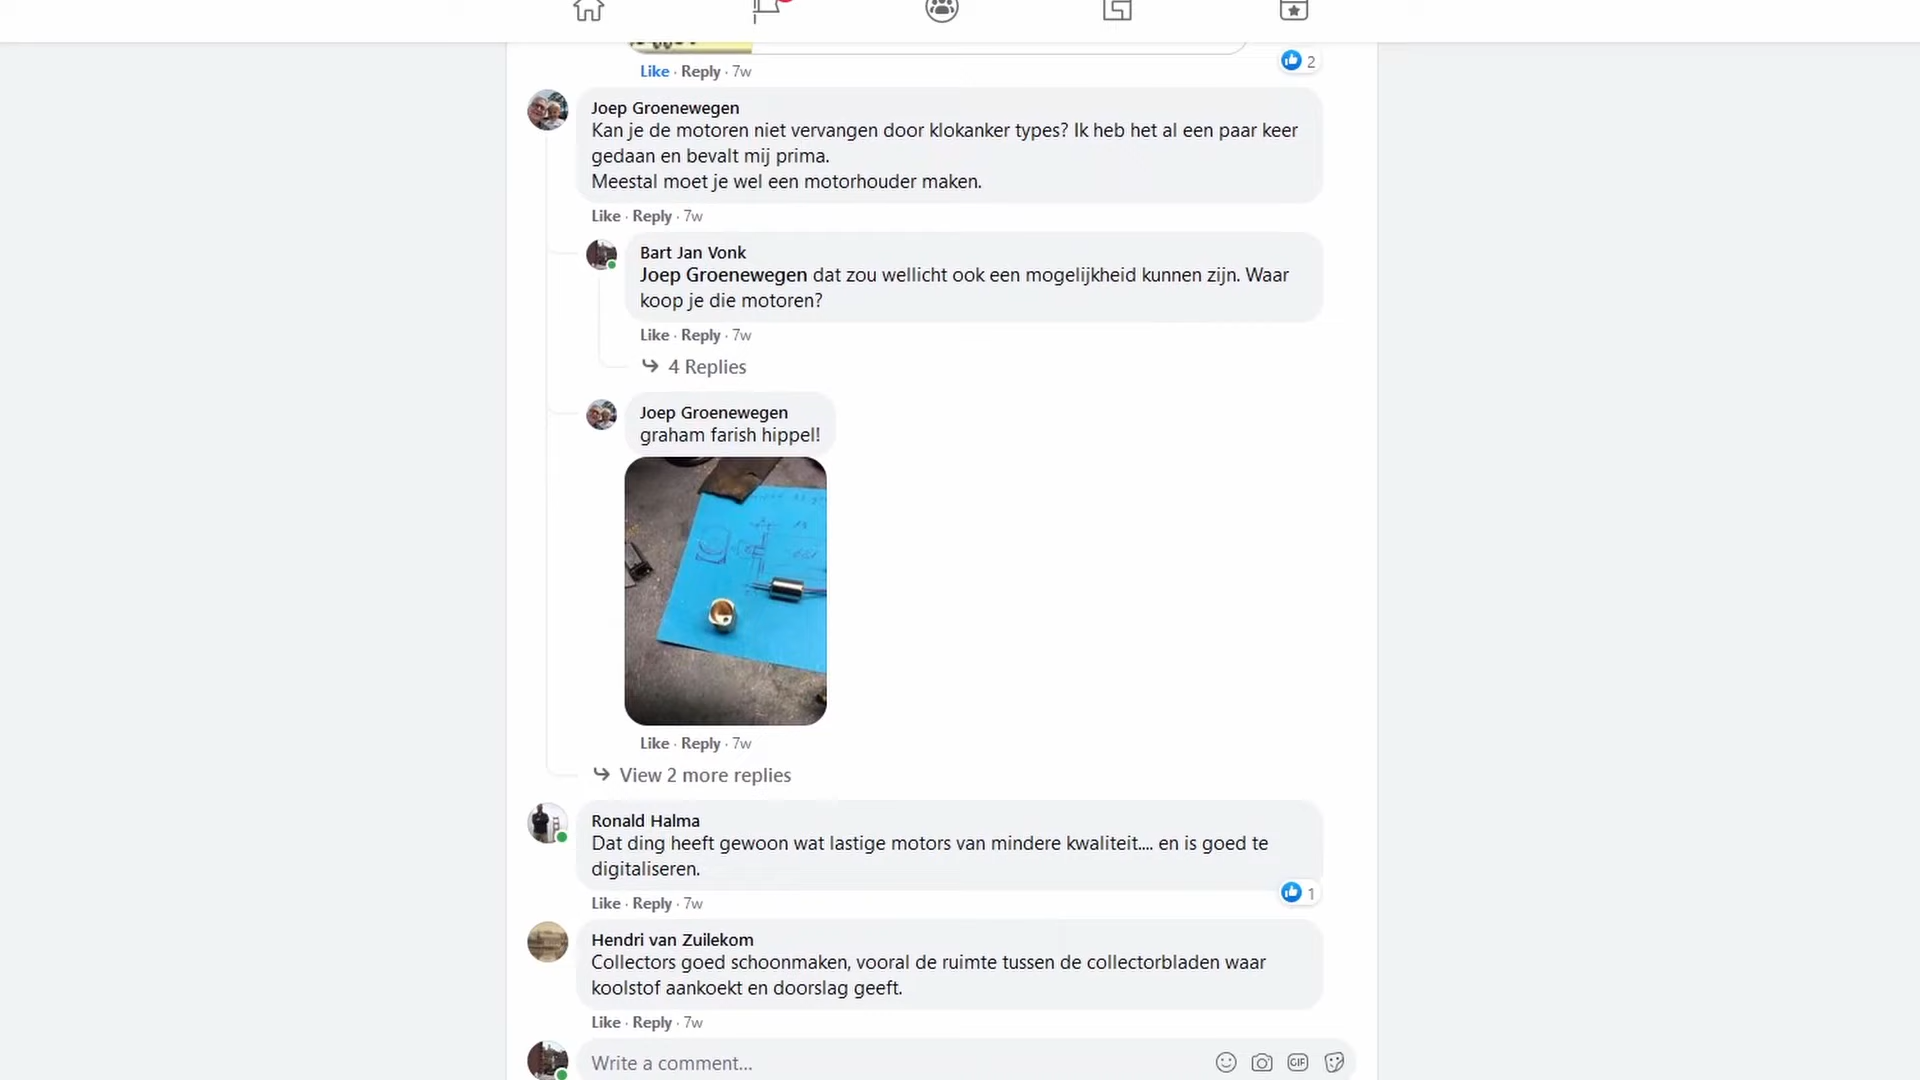 Like · Reply · 7w
2
Joep Groenewegen
Kan je de motoren niet vervangen door klokanker types? Ik heb het al een paar keer
gedaan en bevalt mij prima.
Meestal moet je wel een motorhouder maken.
Like · Reply · 7w
Bart Jan Vonk
Joep Groenewegen dat zou wellicht ook een mogelijkheid kunnen zijn. Waar
koop je die motoren?
Like · Reply · 7w
4 Replies
Joep Groenewegen
graham farish hippel!
Like · Reply · 7w
View 2 more replies
Ronald Halma
Dat ding heeft gewoon wat lastige motors van mindere kwaliteit.... en is goed te
digitaliseren.
1
Like · Reply · 7w
Hendri van Zuilekom
Collectors goed schoonmaken, vooral de ruimte tussen de collectorbladen waar
koolstof aankoekt en doorslag geeft.
Like · Reply · 7w
Write a comment...
GIF